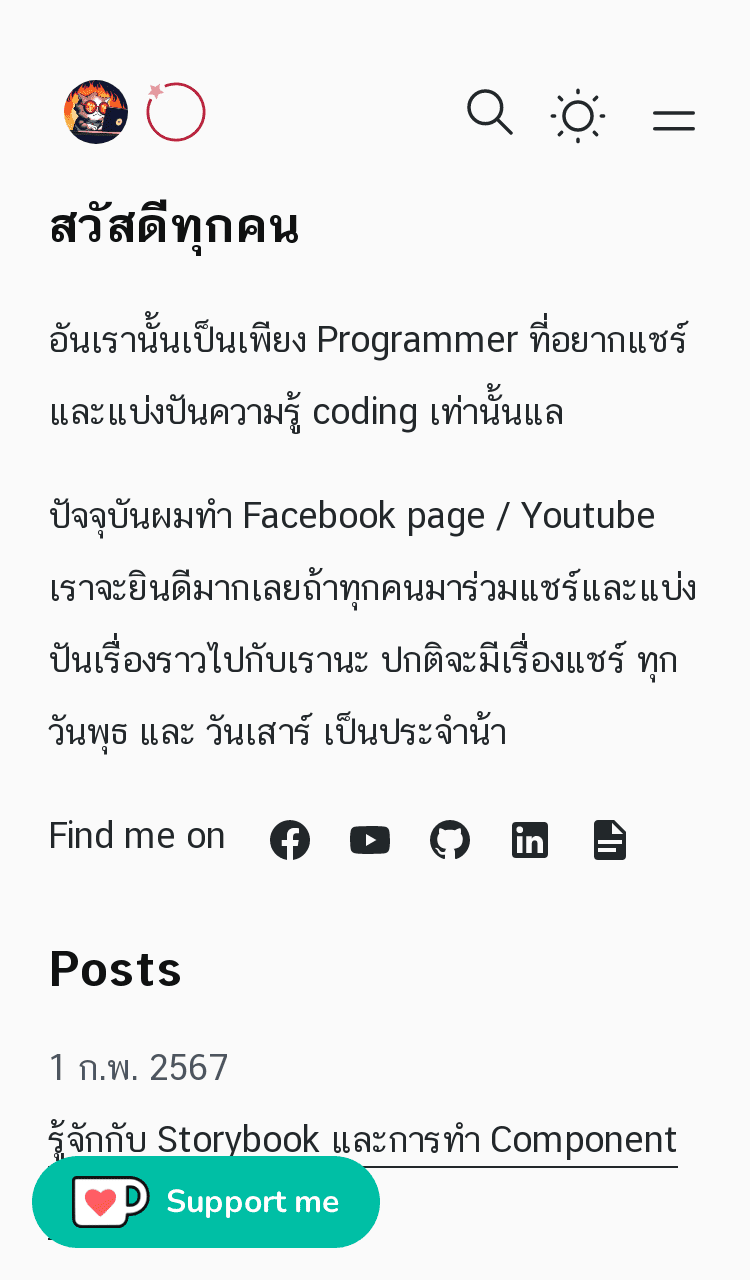 สวัสดีทุกคน
อันเรานั้นเป็นเพียง Programmer ที่อยากแชร์
และแบ่งปันความรู้ coding เท่านั้นแล
ปัจจุบันผมทำ Facebook page / Youtube
เราจะยินดีมากเลยถ้าทุกคนมาร่วมแชร์และแบ่ง
ปันเรื่องราวไปกับเรานะ ปกติจะมีเรื่องแชร์ ทุก
วันพุธ และ วันเสาร์ เป็นประจำน้า
Find me on
Posts
1 ก.พ. 2567
รู้จักกับ Storybook และการทำ Component
Support me